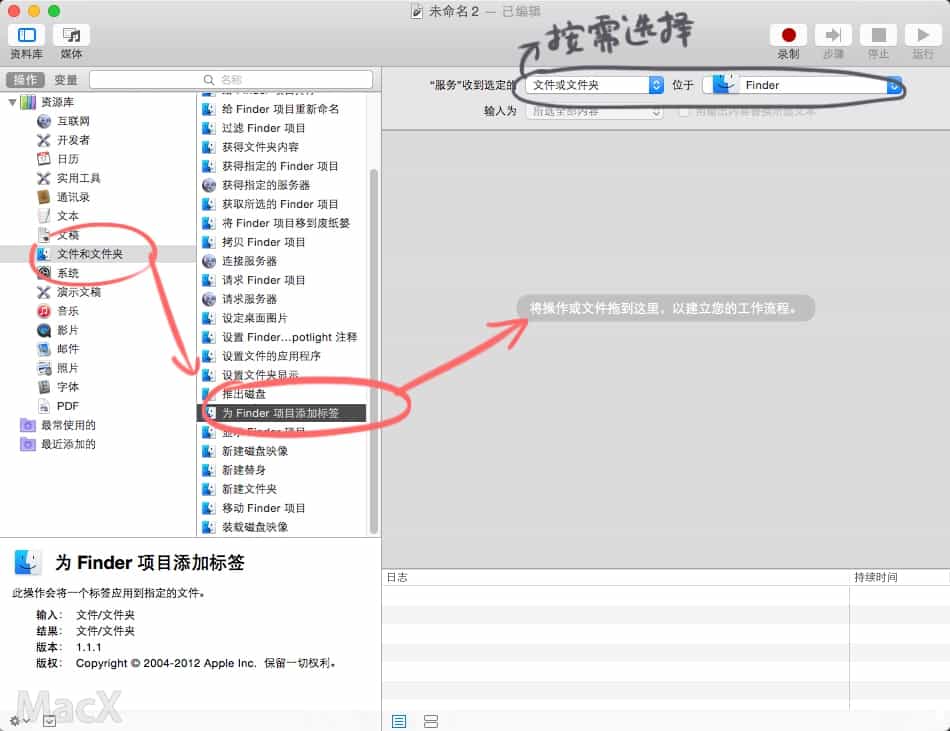 未命名 2 — 已编辑
资料库
媒体
录制
步骤
停止
运行
按需选择
操作
变量
名称
“服务”收到选定的
文件或文件夹
位于
Finder
输入为
所选全部内容
用输出内容替换所选文本
资源库
互联网
开发者
日历
实用工具
通讯录
文本
文稿
文件和文件夹
系统
演示文稿
音乐
影片
邮件
照片
字体
PDF
最常使用的
最近添加的
给 Finder 项目重新命名
过滤 Finder 项目
获得文件夹内容
获得指定的 Finder 项目
获得指定的服务器
获取所选的 Finder 项目
将 Finder 项目移到废纸篓
拷贝 Finder 项目
连接服务器
请求 Finder 项目
请求服务器
设定桌面图片
设置 Finder…potlight 注释
设置文件的应用程序
设置文件夹显示
推出磁盘
为 Finder 项目添加标签
显示 Finder 项目
新建磁盘映像
新建替身
新建文件夹
移动 Finder 项目
装载磁盘映像
将操作或文件拖到这里，以建立您的工作流程。
为 Finder 项目添加标签
此操作会将一个标签应用到指定的文件。
输入： 文件/文件夹
结果： 文件/文件夹
版本： 1.1.1
版权： Copyright © 2004-2012 Apple Inc. 保留一切权利。
日志
持续时间
MacX